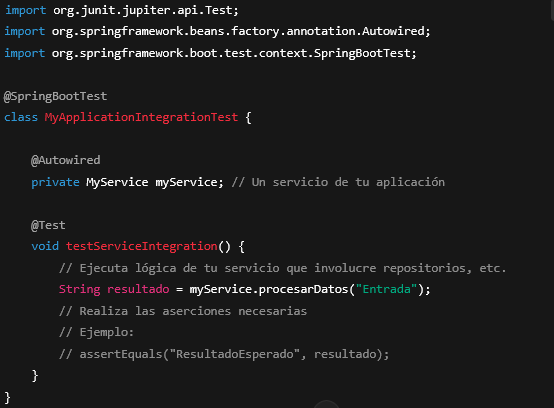 import org.junit.jupiter.api.Test;
import org.springframework.beans.factory.annotation.Autowired;
import org.springframework.boot.test.context.SpringBootTest;
@SpringBootTest
class MyApplicationIntegrationTest {
@Autowired
private MyService myService; // Un servicio de tu aplicación
@Test
void testServiceIntegration() {
// Ejecuta lógica de tu servicio que involucre repositorios, etc.
String resultado = myService.procesarDatos("Entrada");
// Realiza las aserciones necesarias
// Ejemplo:
// assertEquals("ResultadoEsperado", resultado);
}
}